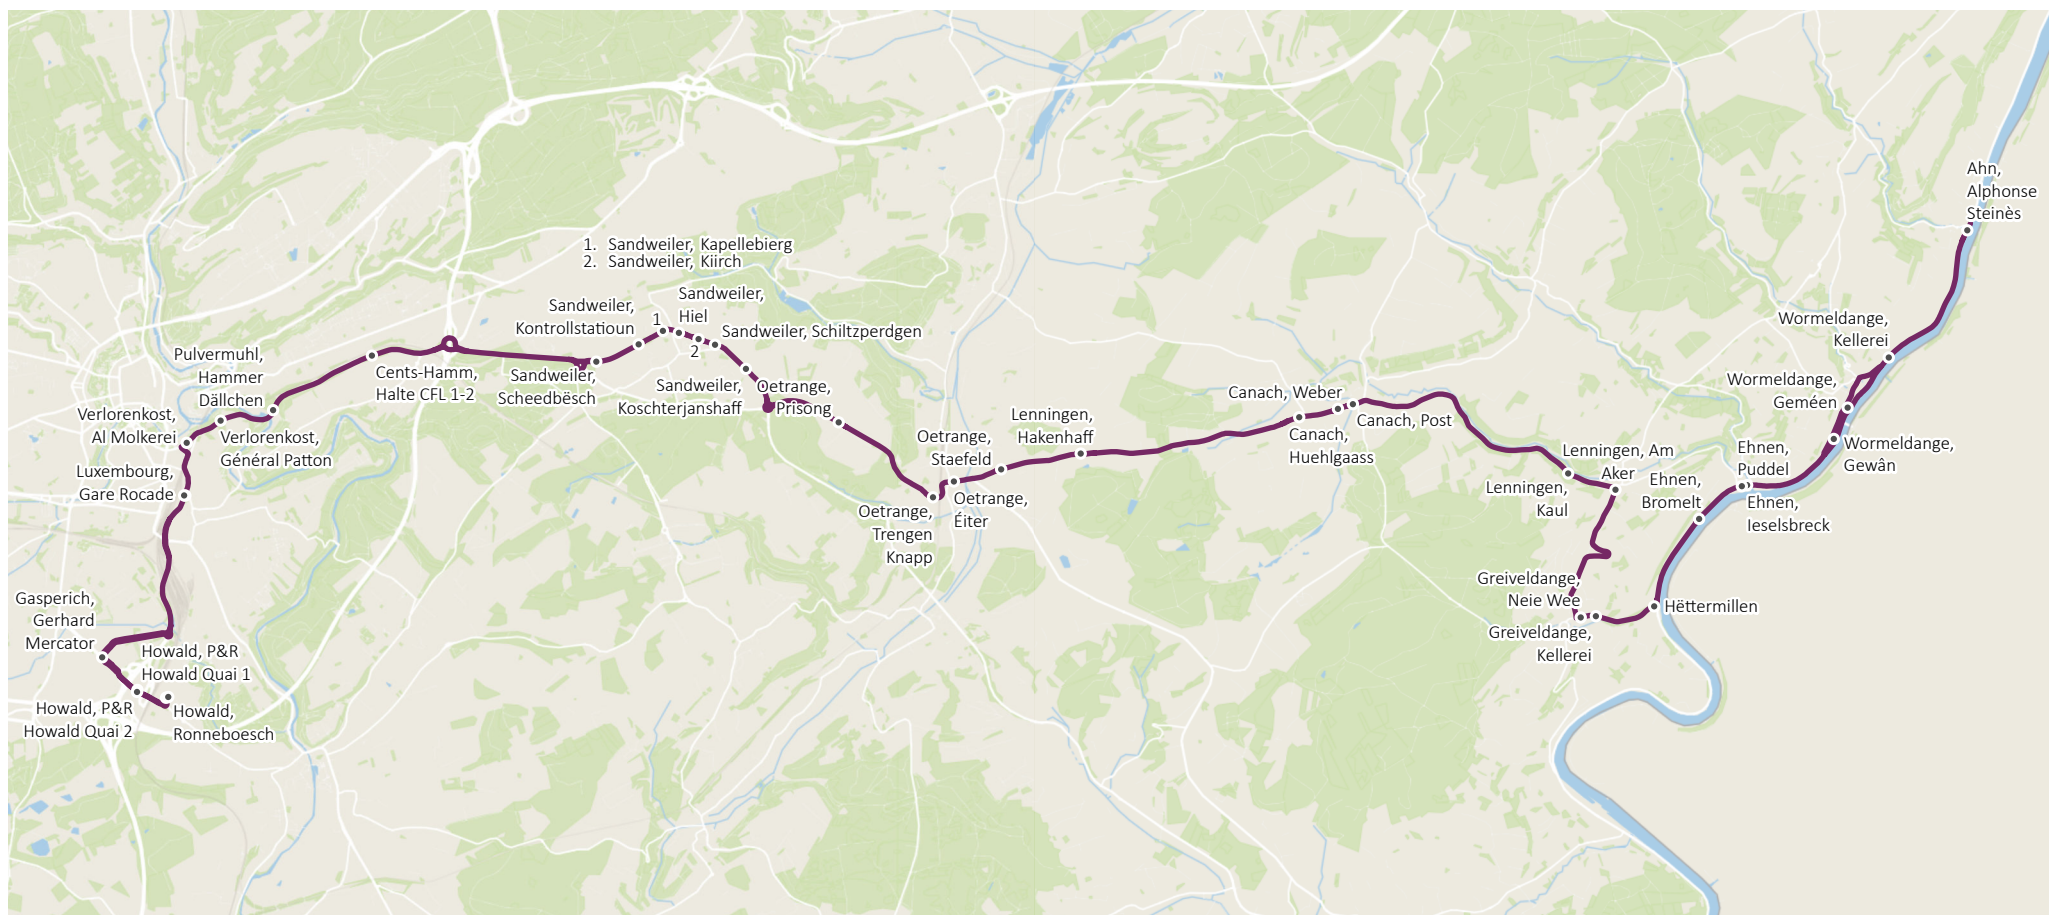 Ahn,
Alphonse
Steinès
1. Sandweiler, Kapellebierg
2. Sandweiler, Kiirch
Sandweiler,
Hiel
Sandweiler,
Kontrollstatioun
1
2
Sandweiler, Schiltzperdgen
Wormeldange,
Kellerei
Pulvermuhl,
Hammer
Dällchen
Cents-Hamm,
Halte CFL 1-2
Sandweiler,
Scheedbësch
Sandweiler,
Koschterjanshaff
Oetrange,
Prisong
Wormeldange,
Geméen
Canach, Weber
Verlorenkost,
Al Molkerei
Verlorenkost,
Général Patton
Lenningen,
Hakenhaff
Canach, Post
Canach,
Huehlgaass
Oetrange,
Staefeld
Wormeldange,
Gewân
Ehnen,
Puddel
Lenningen, Am
Aker
Luxembourg,
Gare Rocade
Lenningen,
Kaul
Ehnen,
Bromelt
Ehnen,
Ieselsbreck
Oetrange,
Éiter
Oetrange,
Trengen
Knapp
Greiveldange,
Neie Wee
Hëttermillen
Gasperich,
Gerhard
Mercator
Greiveldange,
Kellerei
Howald, P&R
Howald Quai 1
Howald, P&R
Howald Quai 2
Howald,
Ronneboesch